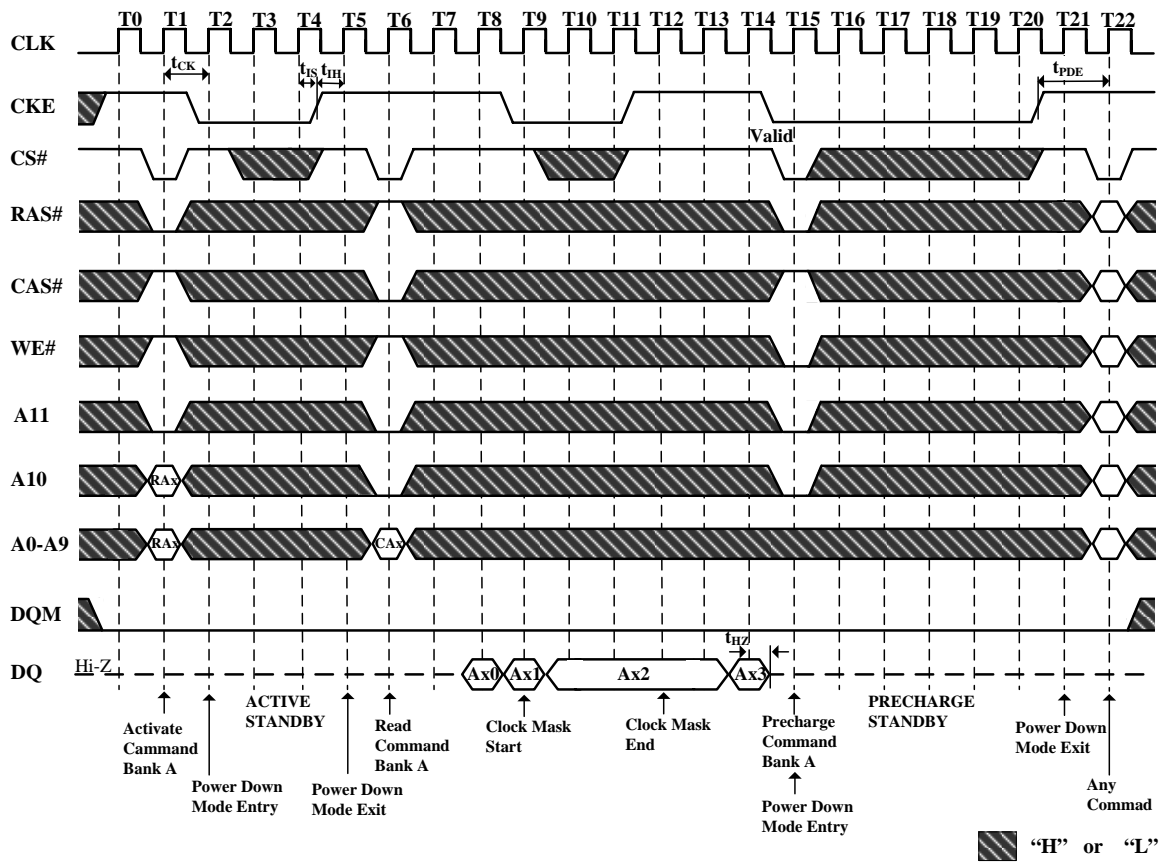 T0 T1 T2 T3 T4 T5 T6 T7 T8 T9 T10 T11 T12 T13 T14 T15 T16 T17 T18 T19 T20 T21 T22
CLK
tCK
tIS
tIH
tPDE
CKE
Valid
CS#
RAS#
CAS#
WE#
A11
A10
RAx
A0-A9
RAx
CAx
DQM
tHZ
DQ
Hi-Z
Ax0
Ax1
Ax2
Ax3
Activate
Cammand
Bank A
ACTIVE
STANDBY
Read
Command
Bank A
Clock Mask
Start
Clock Mask
End
Precharge
Command
Bank A
PRECHARGE
STANDBY
Power Down
Mode Exit
Power Down
Mode Entry
Power Down
Mode Exit
Power Down
Mode Entry
Any
Commad
“H” or “L”